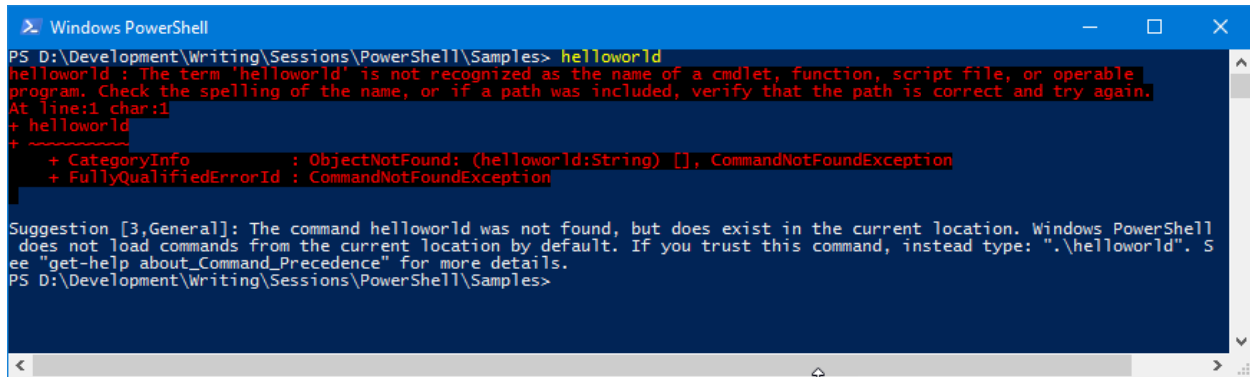 Windows PowerShell
PS D:\Development\Writing\Sessions\PowerShell\Samples> helloworld
helloworld : The term 'helloworld' is not recognized as the name of a cmdlet, function, script file, or operable
program. Check the spelling of the name, or if a path was included, verify that the path is correct and try again.
At line:1 char:1
+ helloworld
+ ~~~~~~~~~~
    + CategoryInfo          : ObjectNotFound: (helloworld:String) [], CommandNotFoundException
    + FullyQualifiedErrorId : CommandNotFoundException
Suggestion [3,General]: The command helloworld was not found, but does exist in the current location. Windows PowerShell
 does not load commands from the current location by default. If you trust this command, instead type: ".\helloworld". S
ee "get-help about_Command_Precedence" for more details.
PS D:\Development\Writing\Sessions\PowerShell\Samples>